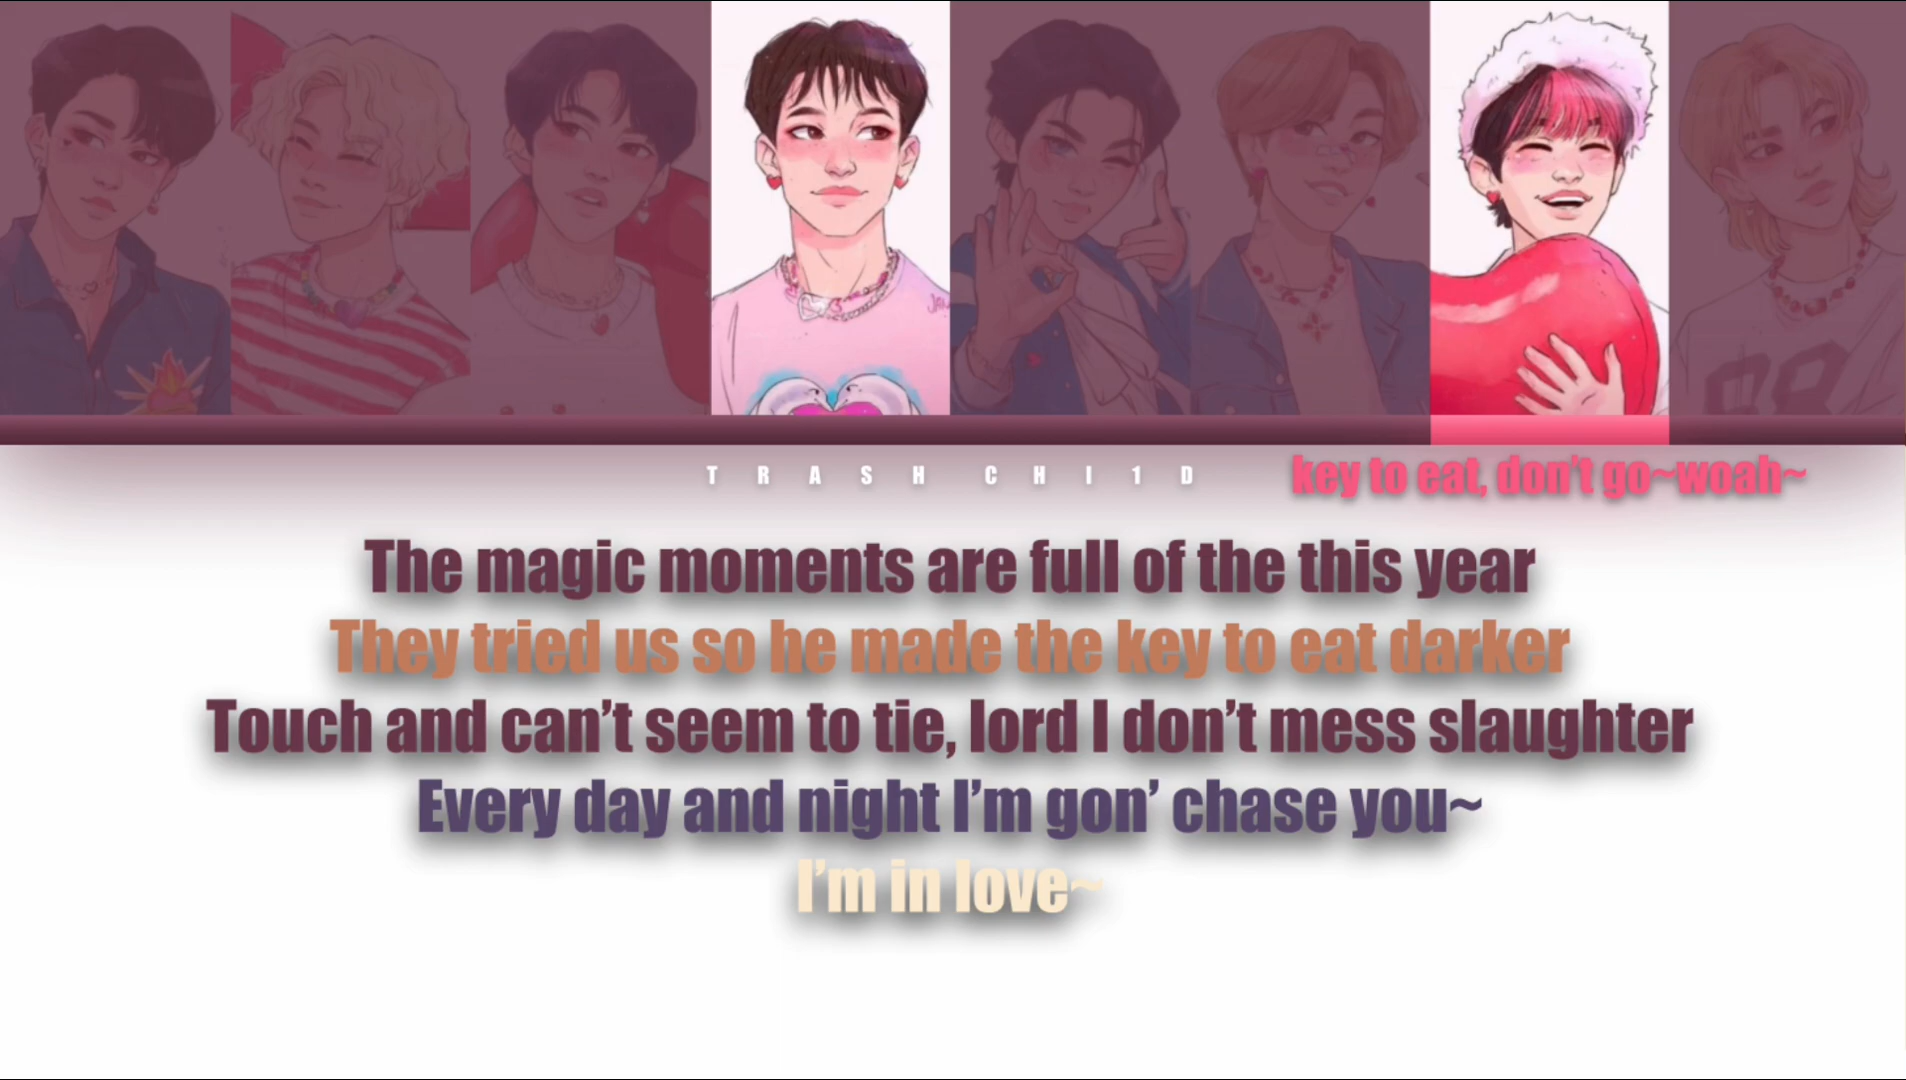 TRASH CHI1D
key to eat, don't go~woah~
The magic moments are full of the this year
They tried us so he made the key to eat darker
Touch and can't seem to tie, lord I don't mess slaughter
Every day and night I'm gon' chase you~
I'm in love~